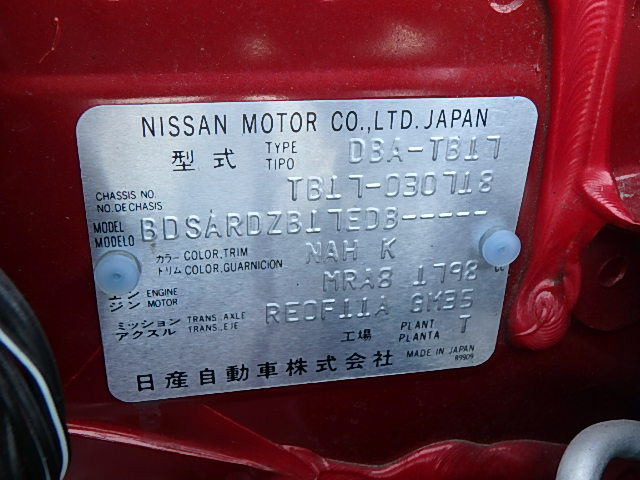 NISSAN MOTOR CO.,LTD. JAPAN
型式 TYPE TIPO DBA-TB17
CHASSIS NO. NO. DE CHASIS TB17-030718
MODEL MODELO BDSARDZB17EDB-----
カラー COLOR,TRIM トリム COLOR,GUARNICION NAH K
エンジン ENGINE MOTOR MRA8 1798 cc
ミッション アクスル TRANS.,AXLE TRANS.,EJE RE0F11A GM35
工場 PLANT PLANTA T
日産自動車株式会社 MADE IN JAPAN
89909